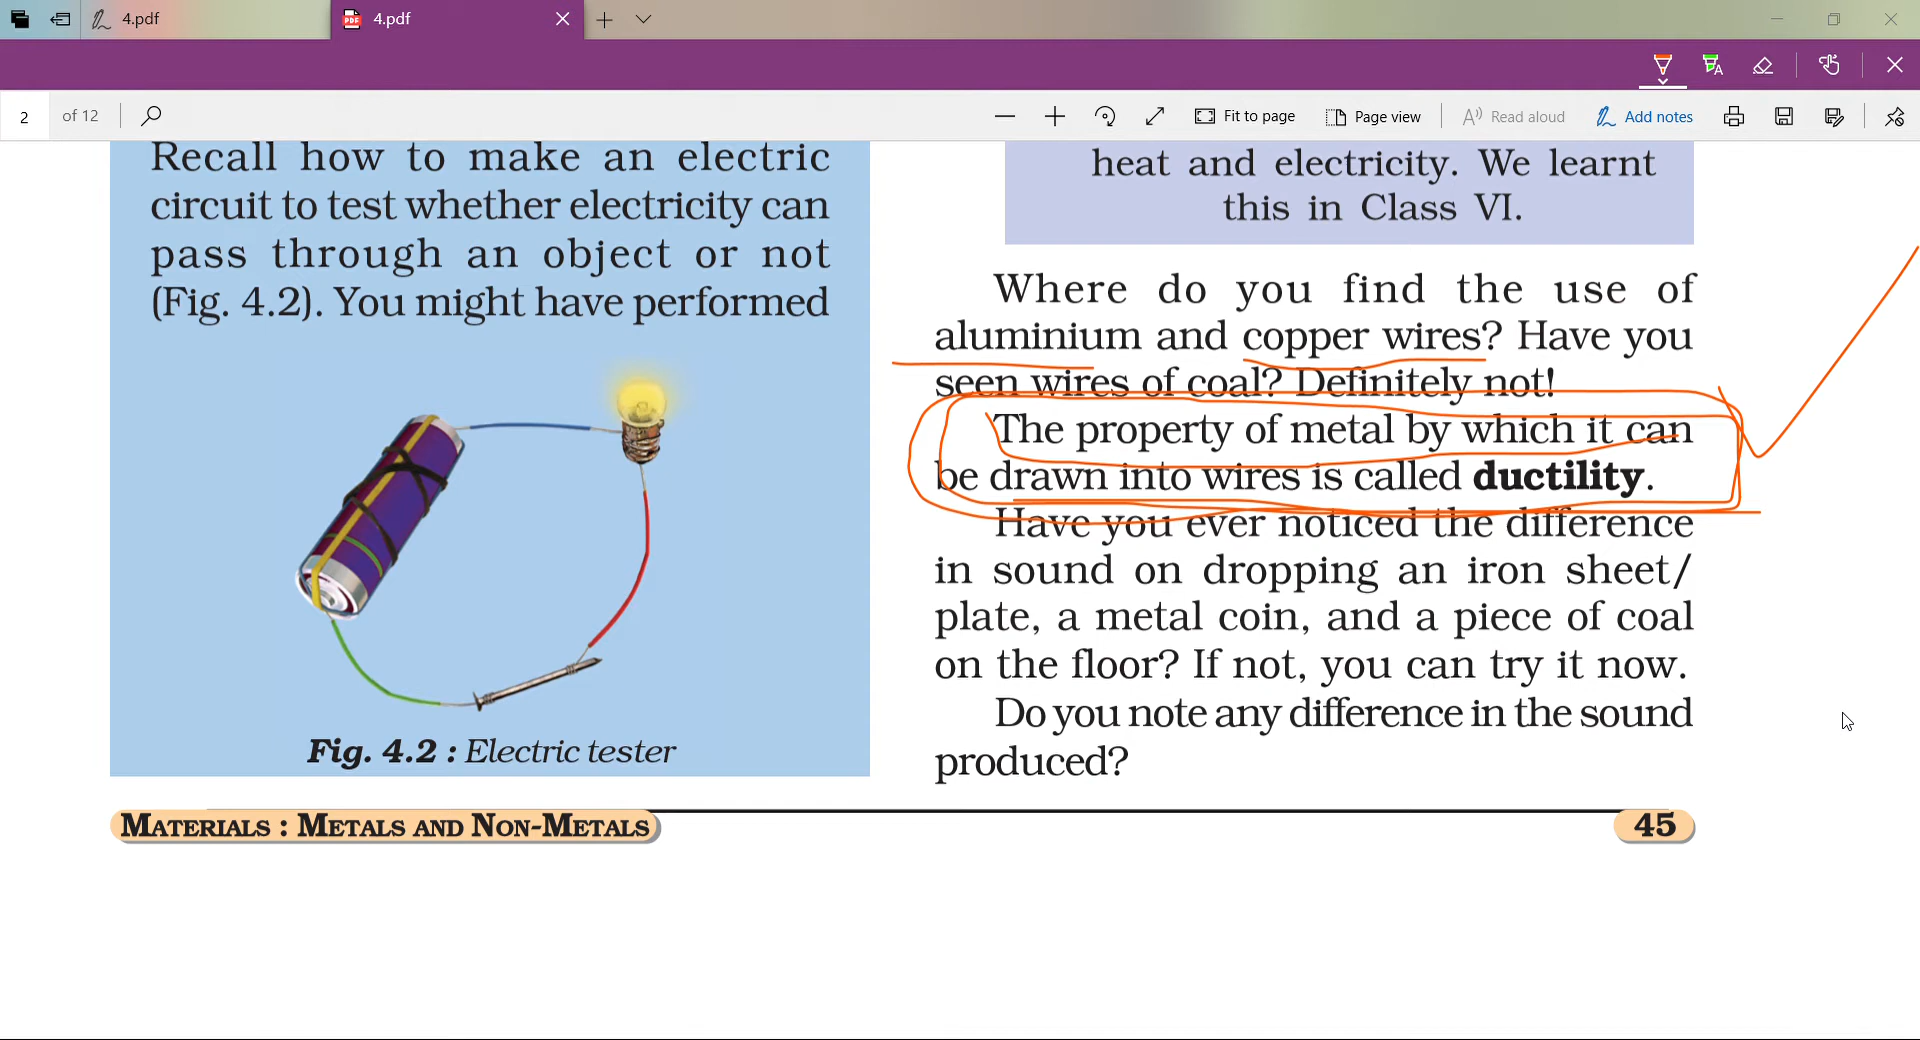 4.pdf
4.pdf
2 of 12
Fit to page
Page view
Read aloud
Add notes
Recall how to make an electric
circuit to test whether electricity can
pass through an object or not
(Fig. 4.2). You might have performed
Fig. 4.2 : Electric tester
heat and electricity. We learnt
this in Class VI.
Where do you find the use of
aluminium and copper wires? Have you
seen wires of coal? Definitely not!
The property of metal by which it can
be drawn into wires is called ductility.
Have you ever noticed the difference
in sound on dropping an iron sheet/
plate, a metal coin, and a piece of coal
on the floor? If not, you can try it now.
Do you note any difference in the sound
produced?
MATERIALS : METALS AND NON-METALS
45